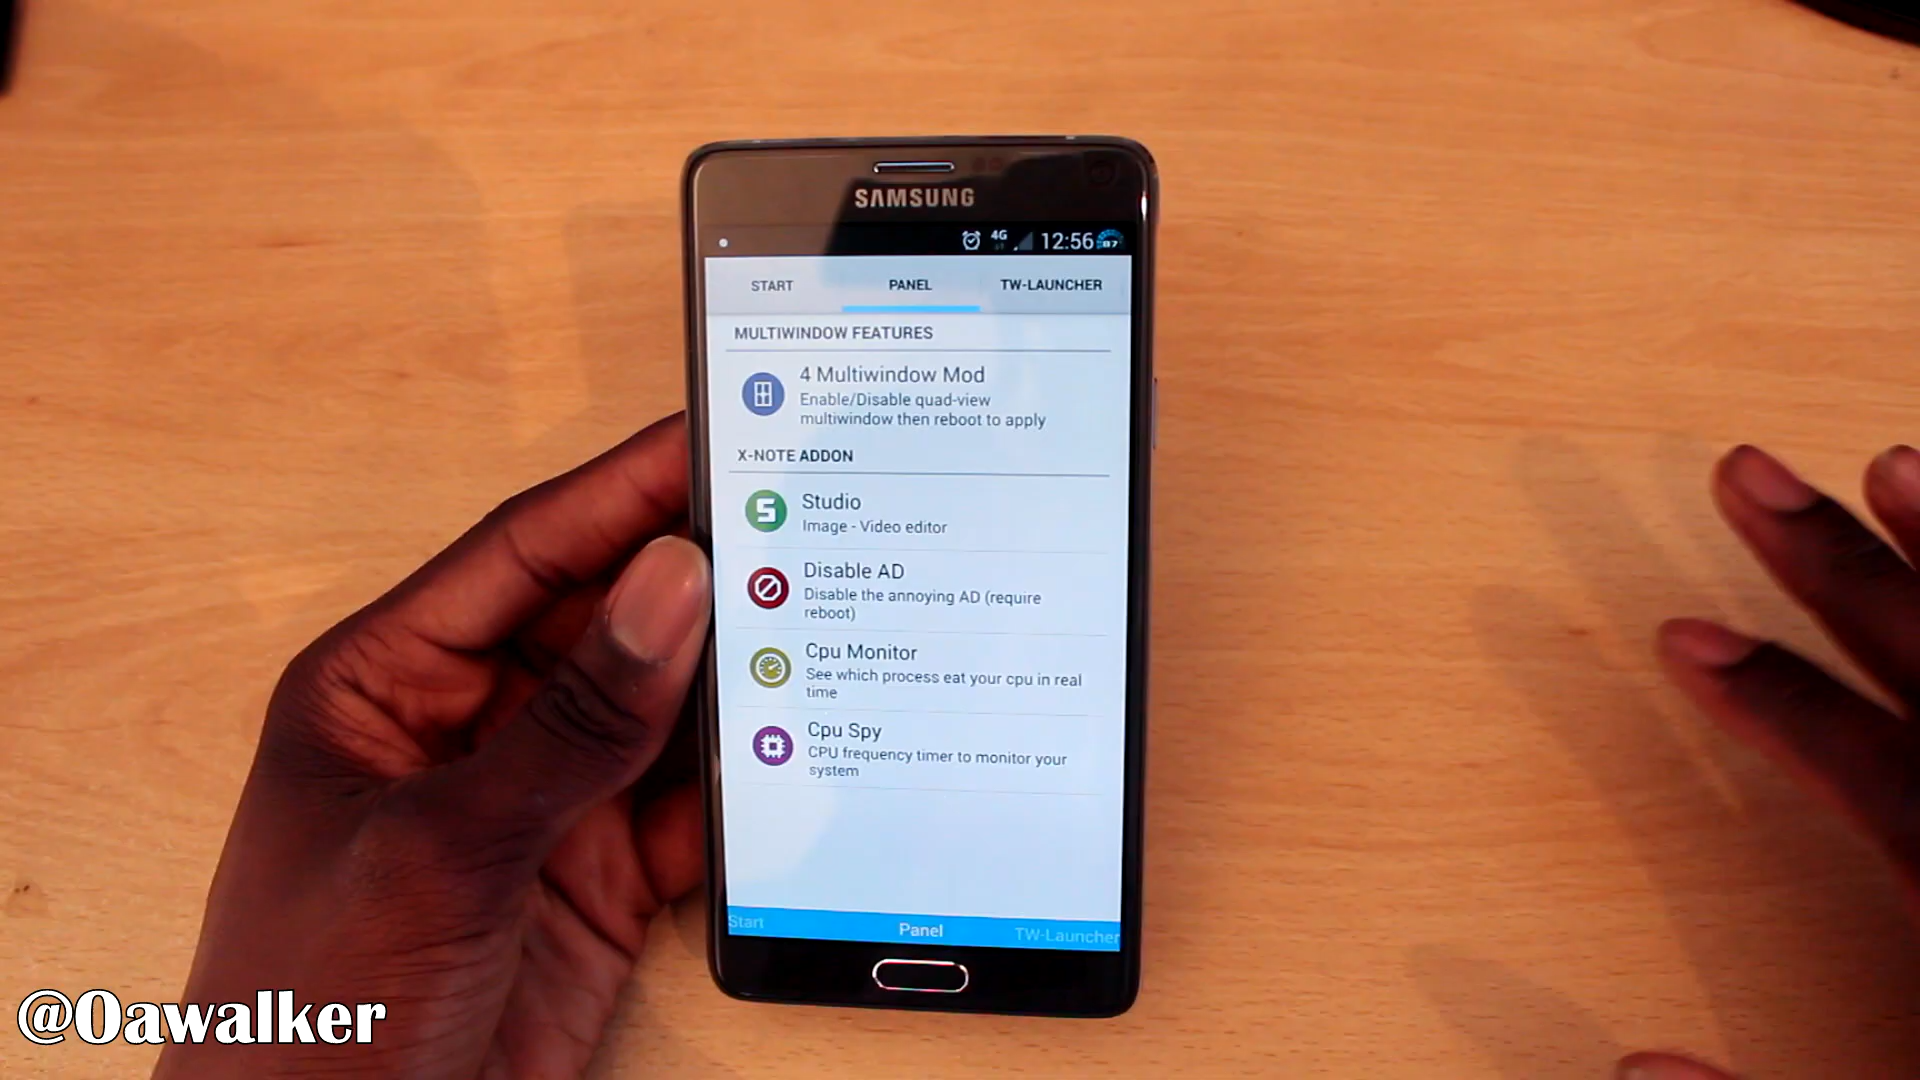 SAMSUNG
4G 12:56 87
START PANEL TW-LAUNCHER
MULTIWINDOW FEATURES
4 Multiwindow Mod
Enable/Disable quad-view
multiwindow then reboot to apply
X-NOTE ADDON
S
Studio
Image - Video editor
Disable AD
Disable the annoying AD (require
reboot)
Cpu Monitor
See which process eat your cpu in real
time
Cpu Spy
CPU frequency timer to monitor your
system
Start Panel TW-Launcher
@0awalker